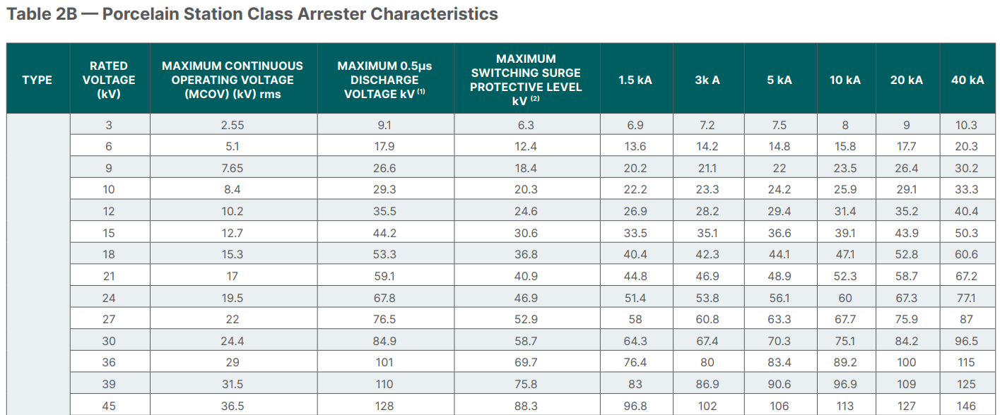 Table 2B — Porcelain Station Class Arrester Characteristics
TYPE
RATED
VOLTAGE
(kV)
MAXIMUM CONTINUOUS
OPERATING VOLTAGE
(MCOV) (kV) rms
MAXIMUM 0.5µs
DISCHARGE
VOLTAGE kV (1)
MAXIMUM
SWITCHING SURGE
PROTECTIVE LEVEL
kV (2)
1.5 kA
3k A
5 kA
10 kA
20 kA
40 kA
3 2.55 9.1 6.3 6.9 7.2 7.5 8 9 10.3
6 5.1 17.9 12.4 13.6 14.2 14.8 15.8 17.7 20.3
9 7.65 26.6 18.4 20.2 21.1 22 23.5 26.4 30.2
10 8.4 29.3 20.3 22.2 23.3 24.2 25.9 29.1 33.3
12 10.2 35.5 24.6 26.9 28.2 29.4 31.4 35.2 40.4
15 12.7 44.2 30.6 33.5 35.1 36.6 39.1 43.9 50.3
18 15.3 53.3 36.8 40.4 42.3 44.1 47.1 52.8 60.6
21 17 59.1 40.9 44.8 46.9 48.9 52.3 58.7 67.2
24 19.5 67.8 46.9 51.4 53.8 56.1 60 67.3 77.1
27 22 76.5 52.9 58 60.8 63.3 67.7 75.9 87
30 24.4 84.9 58.7 64.3 67.4 70.3 75.1 84.2 96.5
36 29 101 69.7 76.4 80 83.4 89.2 100 115
39 31.5 110 75.8 83 86.9 90.6 96.9 109 125
45 36.5 128 88.3 96.8 102 106 113 127 146